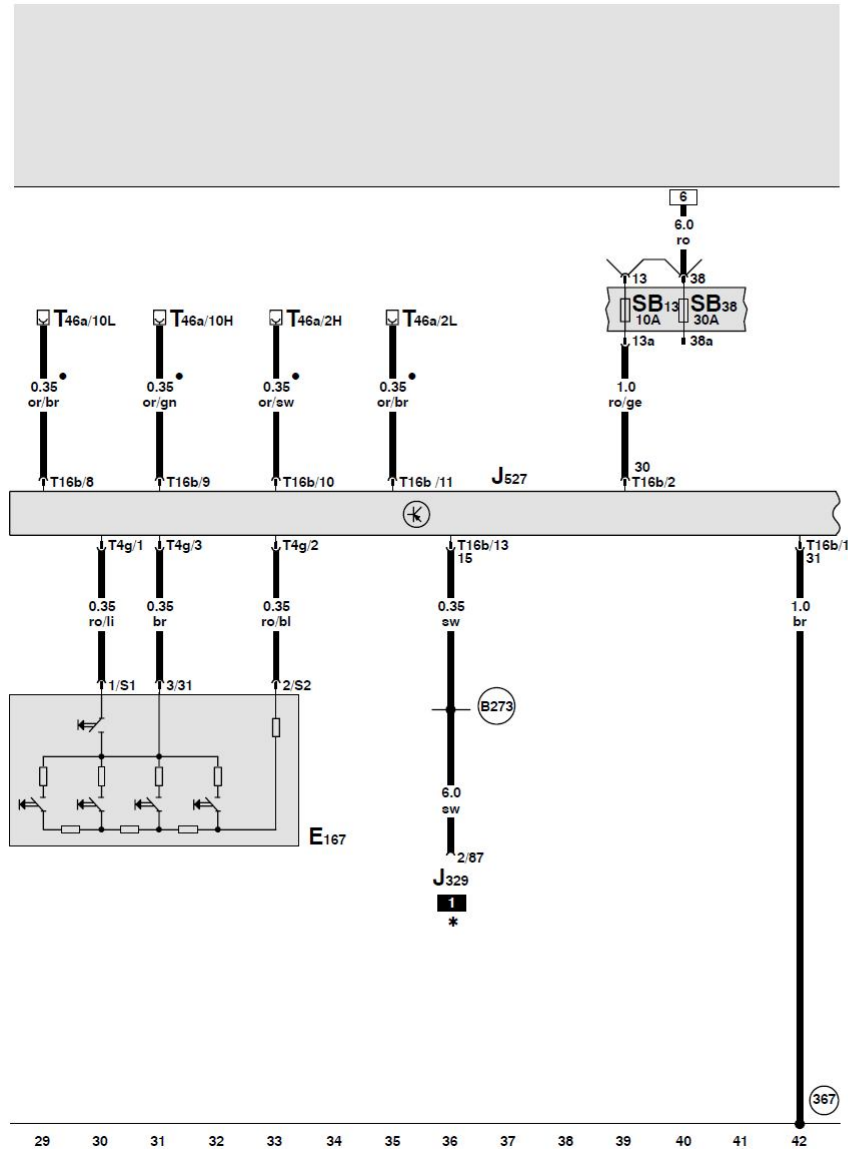 6
6.0
ro
13 38
SB13 SB38
10A 30A
13a 38a
T46a/10L T46a/10H T46a/2H T46a/2L
0.35 0.35 0.35 0.35 1.0
or/br or/gn or/sw or/br ro/ge
J527 30
T16b/8 T16b/9 T16b/10 T16b /11 T16b/2
T4g/1 T4g/3 T4g/2 T16b/13 T16b/1
15 31
0.35 0.35 0.35 0.35 1.0
ro/li br ro/bl sw br
1/S1 3/31 2/S2
B273
6.0
sw
E167
2/87
J329
1
*
367
29 30 31 32 33 34 35 36 37 38 39 40 41 42